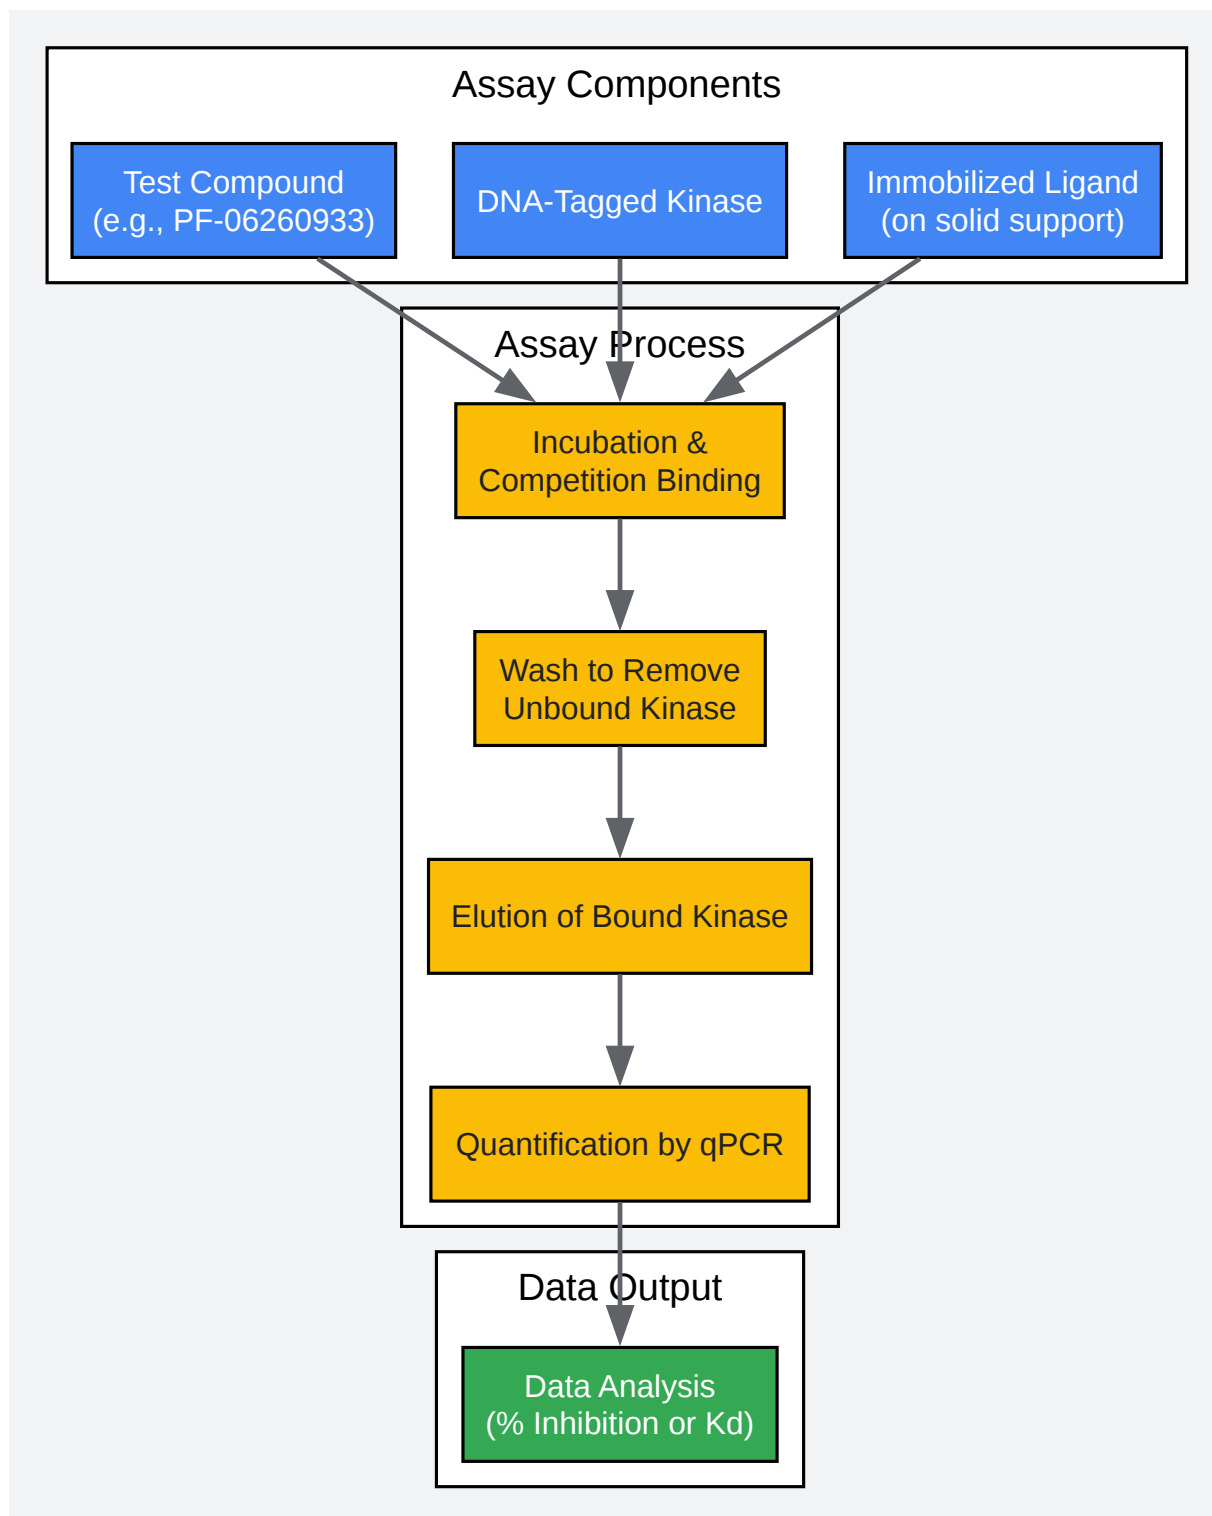 Assay Components
Test Compound
(e.g., PF-06260933)
DNA-Tagged Kinase
Immobilized Ligand
(on solid support)
Assay Process
Incubation &
Competition Binding
Wash to Remove
Unbound Kinase
Elution of Bound Kinase
Quantification by qPCR
Data Output
Data Analysis
(% Inhibition or Kd)